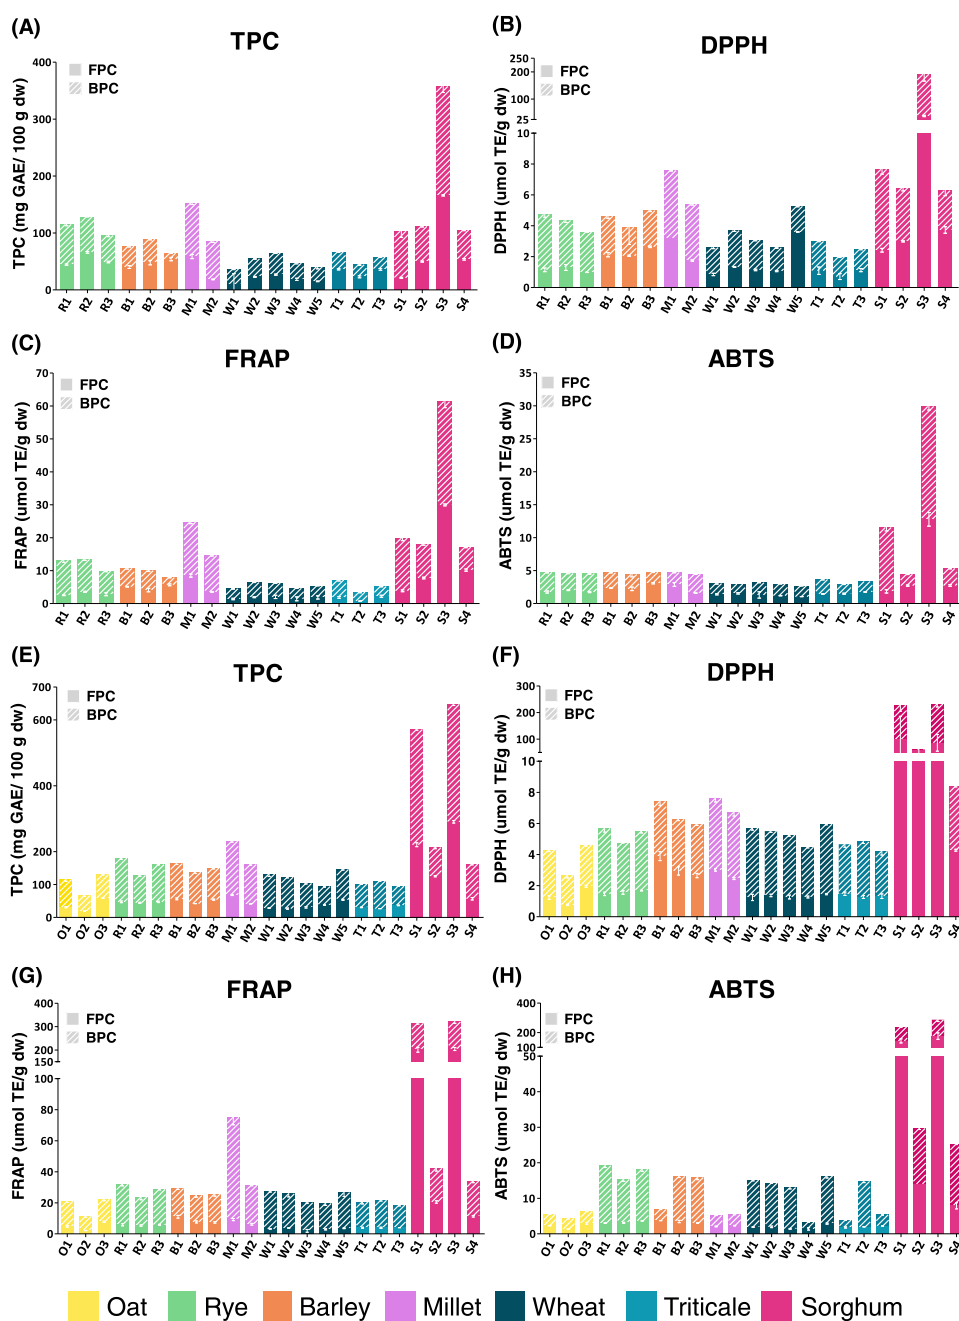 (A)
TPC
TPC (mg GAE/ 100 g dw)
400
300
200
100
0
FPC
BPC
R1 R2 R3 B1 B2 B3 M1 M2 W1 W2 W3 W4 W5 T1 T2 T3 S1 S2 S3 S4
(B)
DPPH
DPPH (umol TE/g dw)
250
200
100
25
10
8
6
4
2
0
FPC
BPC
R1 R2 R3 B1 B2 B3 M1 M2 W1 W2 W3 W4 W5 T1 T2 T3 S1 S2 S3 S4
(C)
FRAP
FRAP (umol TE/g dw)
70
60
50
40
30
20
10
0
FPC
BPC
R1 R2 R3 B1 B2 B3 M1 M2 W1 W2 W3 W4 W5 T1 T2 T3 S1 S2 S3 S4
(D)
ABTS
ABTS (umol TE/g dw)
35
30
25
20
15
10
5
0
FPC
BPC
R1 R2 R3 B1 B2 B3 M1 M2 W1 W2 W3 W4 W5 T1 T2 T3 S1 S2 S3 S4
(E)
TPC
TPC (mg GAE/ 100 g dw)
700
600
400
200
100
0
FPC
BPC
O1 O2 O3 R1 R2 R3 B1 B2 B3 M1 M2 W1 W2 W3 W4 W5 T1 T2 T3 S1 S2 S3 S4
(F)
DPPH
DPPH (umol TE/g dw)
300
200
100
10
8
6
4
2
0
FPC
BPC
O1 O2 O3 R1 R2 R3 B1 B2 B3 M1 M2 W1 W2 W3 W4 W5 T1 T2 T3 S1 S2 S3 S4
(G)
FRAP
FRAP (umol TE/g dw)
400
300
200
150
100
80
60
40
20
0
FPC
BPC
O1 O2 O3 R1 R2 R3 B1 B2 B3 M1 M2 W1 W2 W3 W4 W5 T1 T2 T3 S1 S2 S3 S4
(H)
ABTS
ABTS (umol TE/g dw)
400
300
200
100
50
40
30
20
10
0
FPC
BPC
O1 O2 O3 R1 R2 R3 B1 B2 B3 M1 M2 W1 W2 W3 W4 W5 T1 T2 T3 S1 S2 S3 S4
Oat Rye Barley Millet Wheat Triticale Sorghum